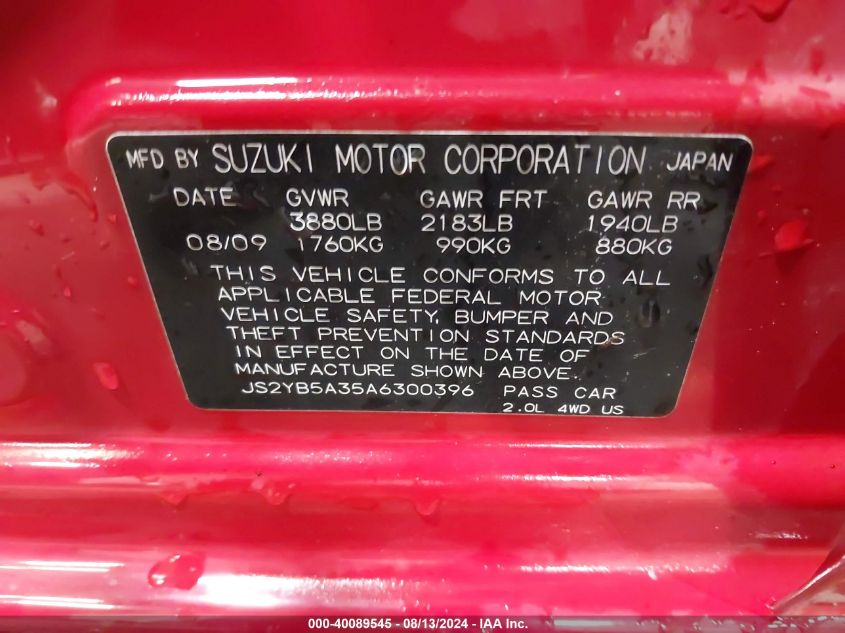 MFD BY SUZUKI MOTOR CORPORATION JAPAN
DATE GVWR GAWR FRT GAWR RR
3880LB 2183LB 1940LB
08/09 1760KG 990KG 880KG
THIS VEHICLE CONFORMS TO ALL
APPLICABLE FEDERAL MOTOR
VEHICLE SAFETY, BUMPER AND
THEFT PREVENTION STANDARDS
IN EFFECT ON THE DATE OF
MANUFACTURE SHOWN ABOVE.
JS2YB5A35A6300396 PASS CAR
2.0L 4WD US
000-40089545 - 08/13/2024 - IAA Inc.